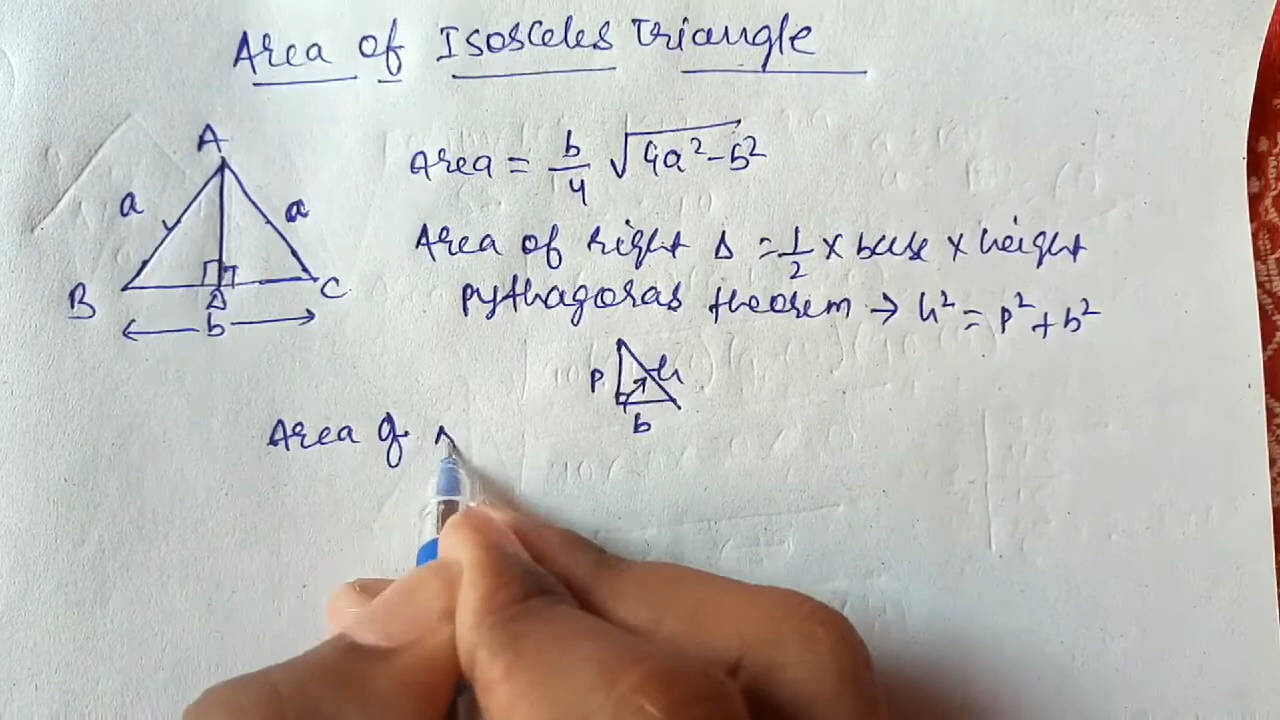 Area of Isosceles Triangle
A
Area = b/4 √4a²-b²
a a
Area of right Δ = 1/2 × base × height
B D C
pythagoras theorem → h² = p² + b²
b
p h
b
Area of